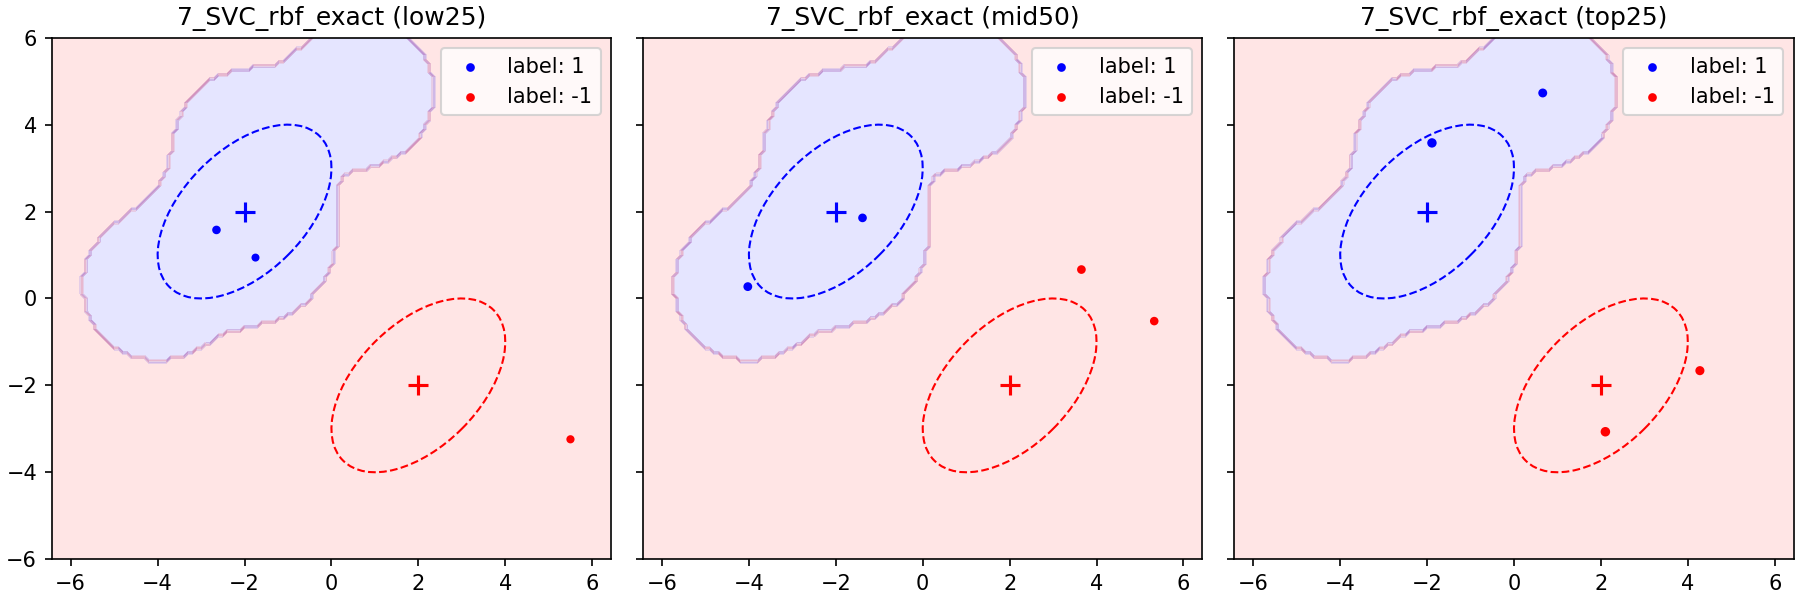 7_SVC_rbf_exact (low25)
7_SVC_rbf_exact (mid50)
7_SVC_rbf_exact (top25)
label: 1
label: -1
label: 1
label: -1
label: 1
label: -1
6
4
2
0
−2
−4
−6
−6 −4 −2 0 2 4 6
−6 −4 −2 0 2 4 6
−6 −4 −2 0 2 4 6